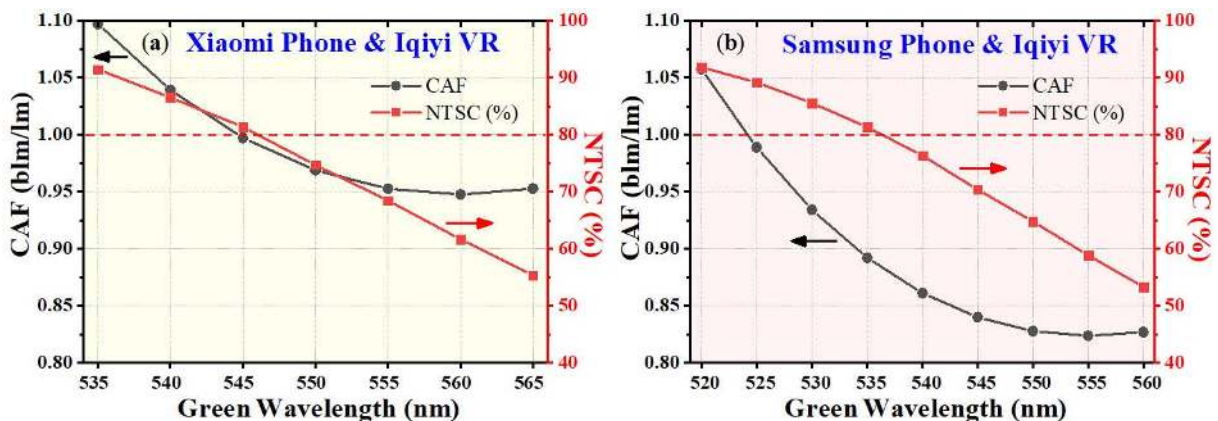 (a) Xiaomi Phone & Iqiyi VR
CAF
NTSC (%)
CAF (blm/lm)
1.10
1.05
1.00
0.95
0.90
0.85
0.80
100
90
80
70
60
50
40
NTSC (%)
535 540 545 550 555 560 565
Green Wavelength (nm)
(b) Samsung Phone & Iqiyi VR
CAF
NTSC (%)
CAF (blm/lm)
1.10
1.05
1.00
0.95
0.90
0.85
0.80
100
90
80
70
60
50
40
NTSC (%)
520 525 530 535 540 545 550 555 560
Green Wavelength (nm)